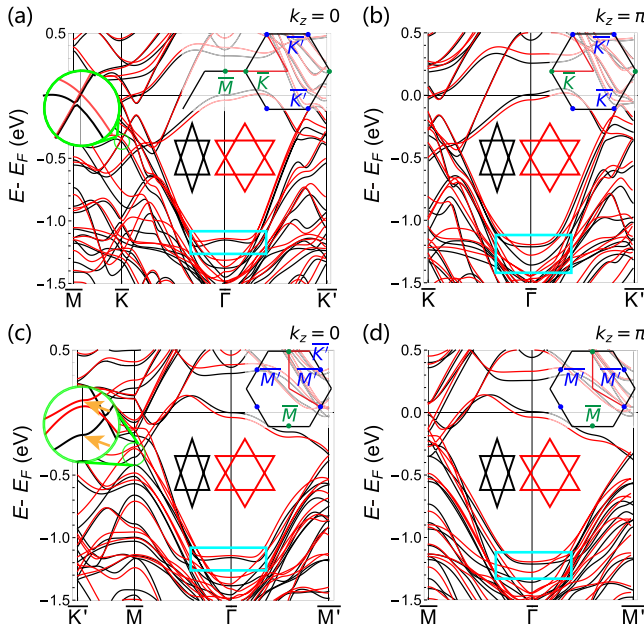 (a)
k_z = 0
K̅'̅
M̅
K̅
K̅'̅
E- E_F (eV)
0.5
0.0
−0.5
−1.0
−1.5
M̅
K̅
Γ̅
K̅'
(b)
k_z = π
K̅'̅
K̅
K̅'̅
E- E_F (eV)
0.5
0.0
−0.5
−1.0
−1.5
K̅
Γ̅
K̅'
(c)
k_z = 0
K̅'̅
M̅'̅
M̅'̅
M̅
E- E_F (eV)
0.5
0.0
−0.5
−1.0
−1.5
K̅'
M̅
Γ̅
M̅'
(d)
k_z = π
M̅'̅
M̅'̅
M̅
E- E_F (eV)
0.5
0.0
−0.5
−1.0
−1.5
M̅
Γ̅
M̅'